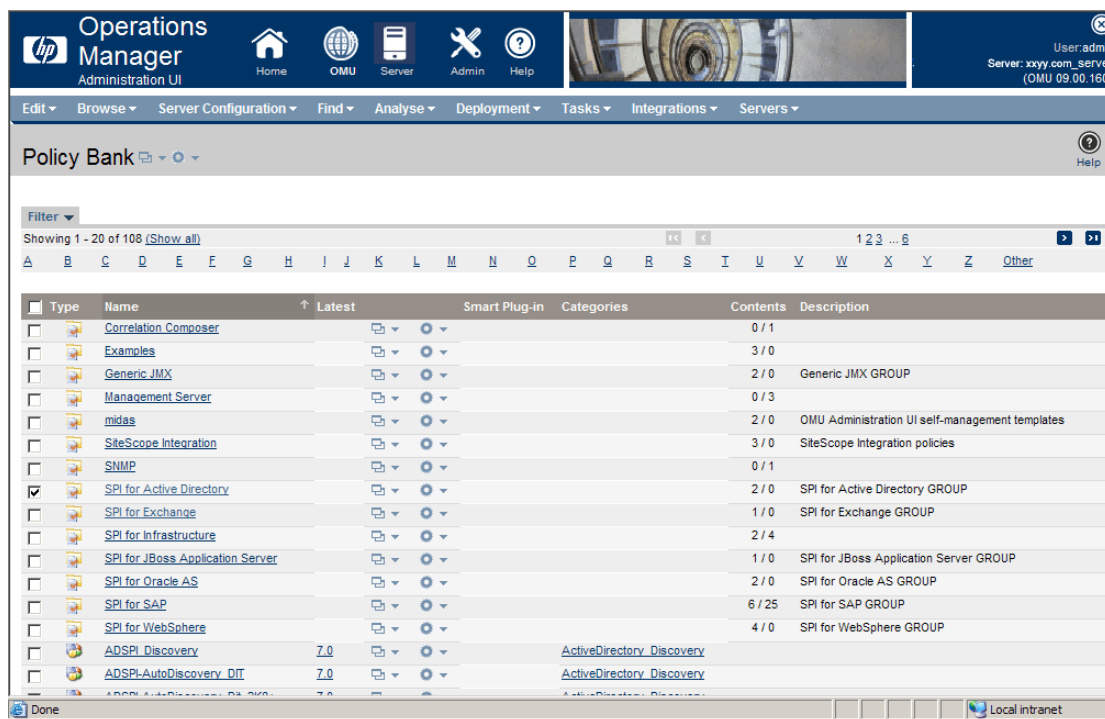 Operations
Manager
Administration UI
hp
Home OMU Server Admin Help
User:adm
Server: xxyy.com_serve
(OMU 09.00.160
Edit Browse Server Configuration Find Analyse Deployment Tasks Integrations Servers
Policy Bank
Help
Filter
Showing 1 - 20 of 108 (Show all) 1 2 3 ... 6
A B C D E F G H I J K L M N O P Q R S T U V W X Y Z Other
Type Name Latest Smart Plug-in Categories Contents Description
Correlation Composer 0 / 1
Examples 3 / 0
Generic JMX 2 / 0 Generic JMX GROUP
Management Server 0 / 3
midas 2 / 0 OMU Administration UI self-management templates
SiteScope Integration 3 / 0 SiteScope Integration policies
SNMP 0 / 1
SPI for Active Directory 2 / 0 SPI for Active Directory GROUP
SPI for Exchange 1 / 0 SPI for Exchange GROUP
SPI for Infrastructure 2 / 4
SPI for JBoss Application Server 1 / 0 SPI for JBoss Application Server GROUP
SPI for Oracle AS 2 / 0 SPI for Oracle AS GROUP
SPI for SAP 6 / 25 SPI for SAP GROUP
SPI for WebSphere 4 / 0 SPI for WebSphere GROUP
ADSPI_Discovery 7.0 ActiveDirectory_Discovery
ADSPI-AutoDiscovery_DIT 7.0 ActiveDirectory_Discovery
Done Local intranet